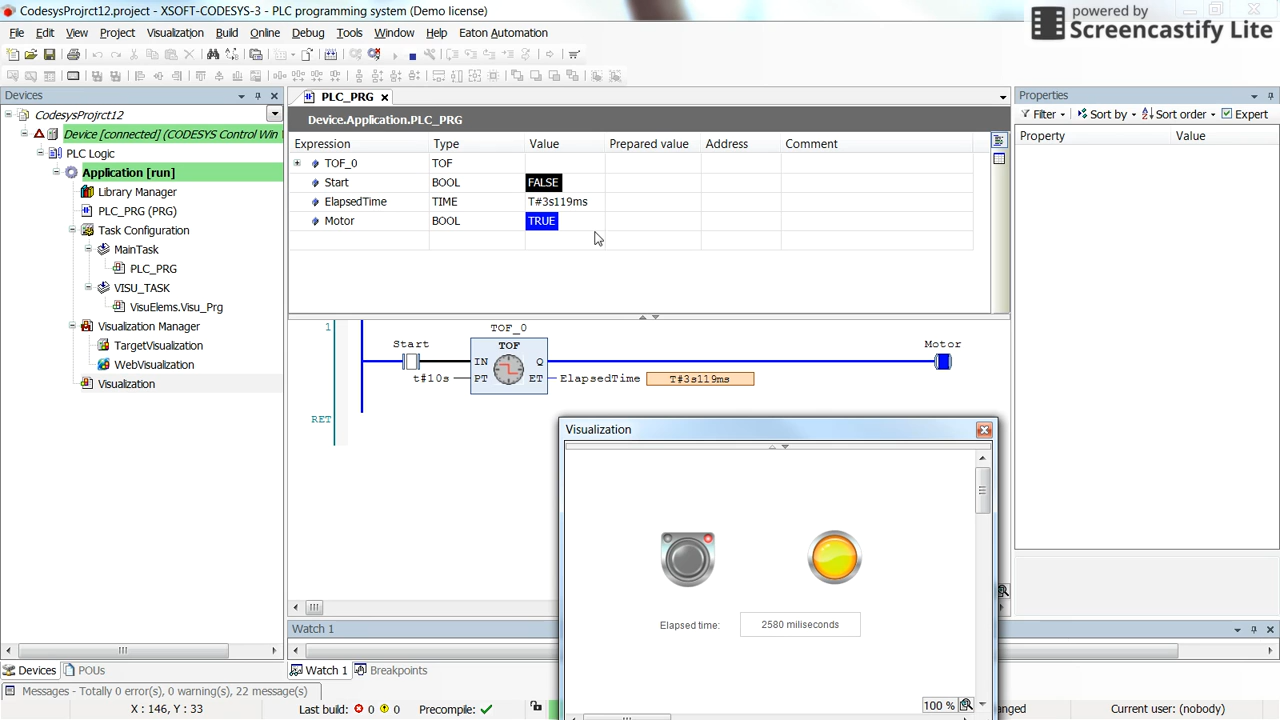 CodesysProjrct12.project - XSOFT-CODESYS-3 - PLC programming system (Demo license)
powered by
Screencastify Lite
File Edit View Project Visualization Build Online Debug Tools Window Help Eaton Automation
Devices
PLC_PRG
Properties
CodesysProjrct12
Device [connected] (CODESYS Control Win V
PLC Logic
Application [run]
Library Manager
PLC_PRG (PRG)
Task Configuration
MainTask
PLC_PRG
VISU_TASK
VisuElems.Visu_Prg
Visualization Manager
TargetVisualization
WebVisualization
Visualization
Device.Application.PLC_PRG
Expression Type Value Prepared value Address Comment
TOF_0 TOF
Start BOOL FALSE
ElapsedTime TIME T#3s119ms
Motor BOOL TRUE
Filter Sort by Sort order Expert
Property Value
1
TOF_0
Start TOF Motor
IN Q
t#10s PT ET ElapsedTime T#3s119ms
RET
Visualization
Elapsed time: 2580 miliseconds
100 %
Watch 1
Devices POUs
Watch 1 Breakpoints
Messages - Totally 0 error(s), 0 warning(s), 22 message(s)
X : 146, Y : 33
Last build: 0 0 Precompile:
anged
Current user: (nobody)